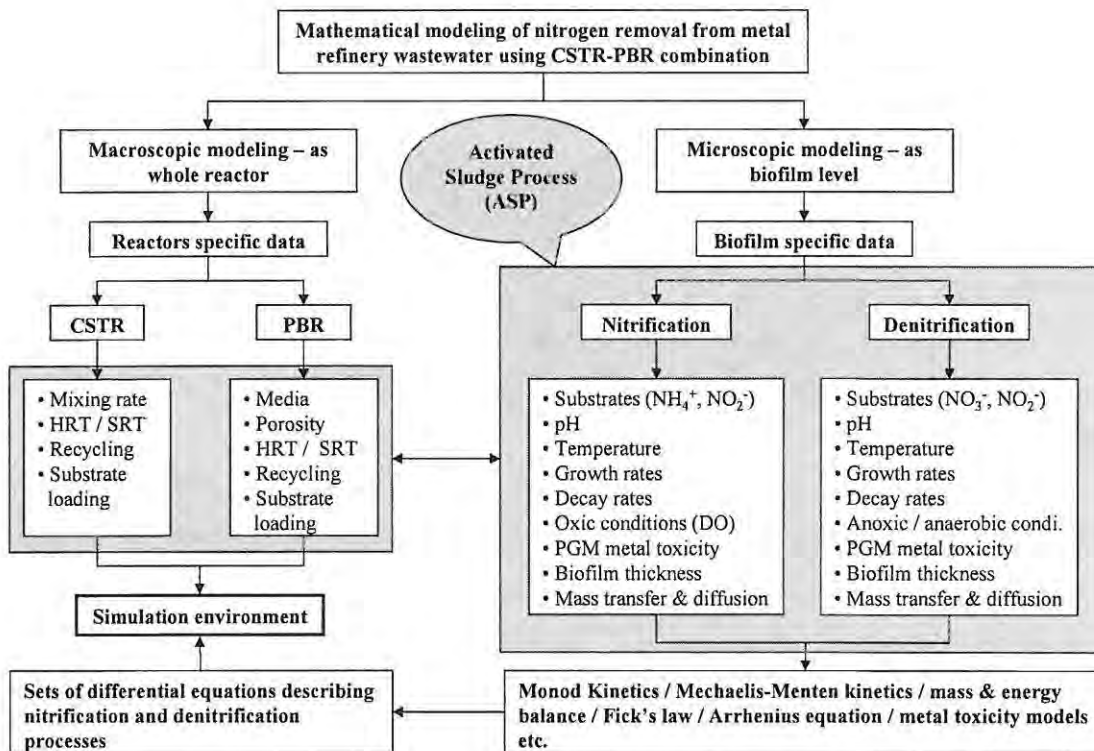 Mathematical modeling of nitrogen removal from metal
refinery wastewater using CSTR-PBR combination
Macroscopic modeling – as
whole reactor
Activated
Sludge Process
(ASP)
Microscopic modeling – as
biofilm level
Reactors specific data
Biofilm specific data
CSTR
PBR
Nitrification
Denitrification
• Mixing rate
• HRT / SRT
• Recycling
• Substrate
loading
• Media
• Porosity
• HRT / SRT
• Recycling
• Substrate
loading
• Substrates (NH₄⁺, NO₂⁻)
• pH
• Temperature
• Growth rates
• Decay rates
• Oxic conditions (DO)
• PGM metal toxicity
• Biofilm thickness
• Mass transfer & diffusion
• Substrates (NO₃⁻, NO₂⁻)
• pH
• Temperature
• Growth rates
• Decay rates
• Anoxic / anaerobic condi.
• PGM metal toxicity
• Biofilm thickness
• Mass transfer & diffusion
Simulation environment
Sets of differential equations describing
nitrification and denitrification
processes
Monod Kinetics / Mechaelis-Menten kinetics / mass & energy
balance / Fick's law / Arrhenius equation / metal toxicity models
etc.